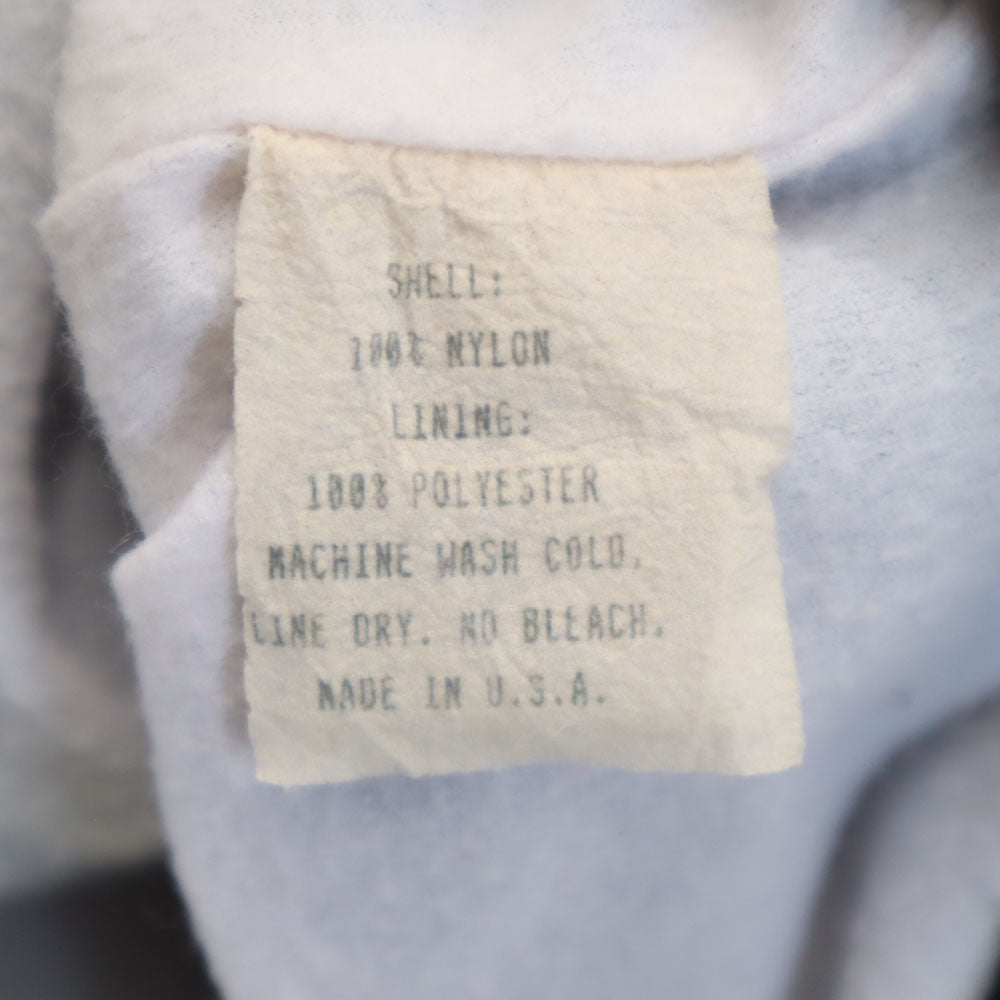 SHELL:
100% NYLON
LINING:
100% POLYESTER
MACHINE WASH COLD.
LINE DRY. NO BLEACH.
MADE IN U.S.A.